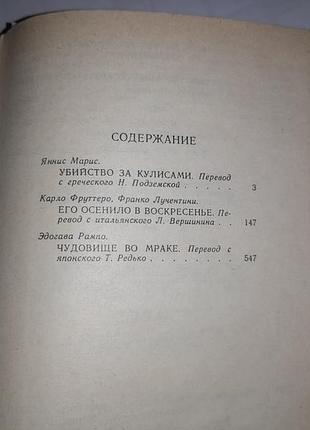 СОДЕРЖАНИЕ
Яннис Марис.
УБИЙСТВО ЗА КУЛИСАМИ. Перевод
с греческого Н. Подземской . . . . . 3
Карло Фруттеро, Франко Лучентини.
ЕГО ОСЕНИЛО В ВОСКРЕСЕНЬЕ. Пе-
ревод с итальянского Л. Вершинина . . 147
Эдогава Рампо.
ЧУДОВИЩЕ ВО МРАКЕ. Перевод с
японского Т. Редько . . . . . . . 547